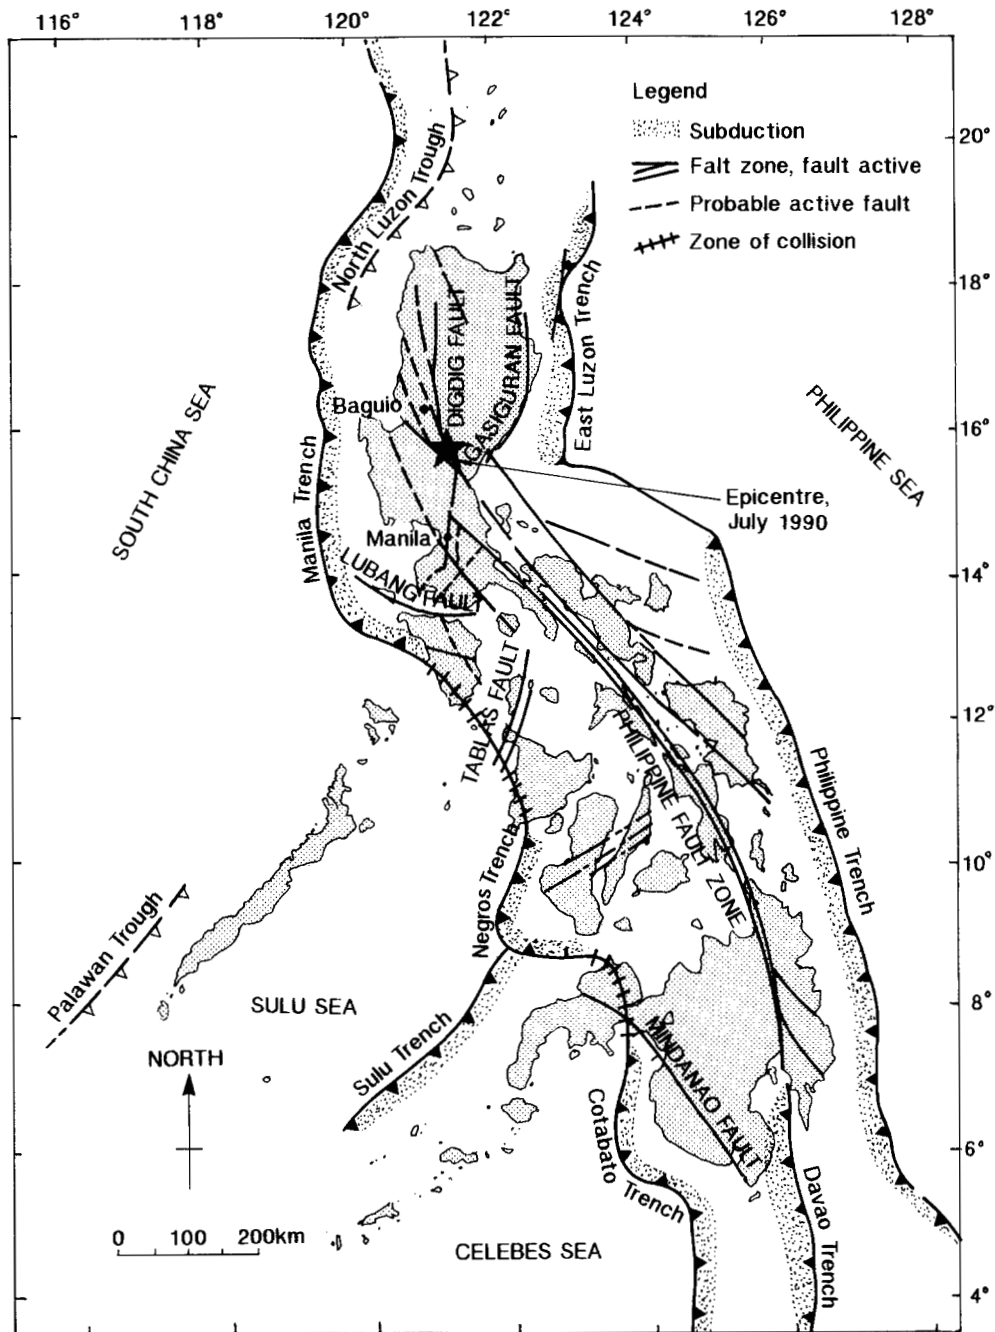 116° 118° 120° 122° 124° 126° 128°
Legend
Subduction
Falt zone, fault active
Probable active fault
Zone of collision
20°
18°
16°
14°
12°
10°
8°
6°
4°
North Luzon Trough
East Luzon Trench
DIGDIG FAULT
GASIGURAN FAULT
Baguio
SOUTH CHINA SEA
PHILIPPINE SEA
Manila Trench
Epicentre,
July 1990
Manila
LUBANG FAULT
TABLAS FAULT
PHILIPPINE FAULT ZONE
Philippine Trench
Negros Trench
Palawan Trough
SULU SEA
NORTH
Sulu Trench
MINDANAO FAULT
Cotabato Trench
Davao Trench
0 100 200km
CELEBES SEA